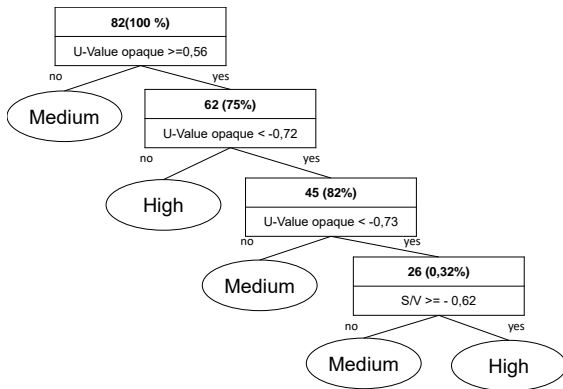 82(100 %)
U-Value opaque >=0,56
no
yes
Medium
62 (75%)
U-Value opaque < -0,72
no
yes
High
45 (82%)
U-Value opaque < -0,73
no
yes
Medium
26 (0,32%)
S/V >= - 0,62
no
yes
Medium
High